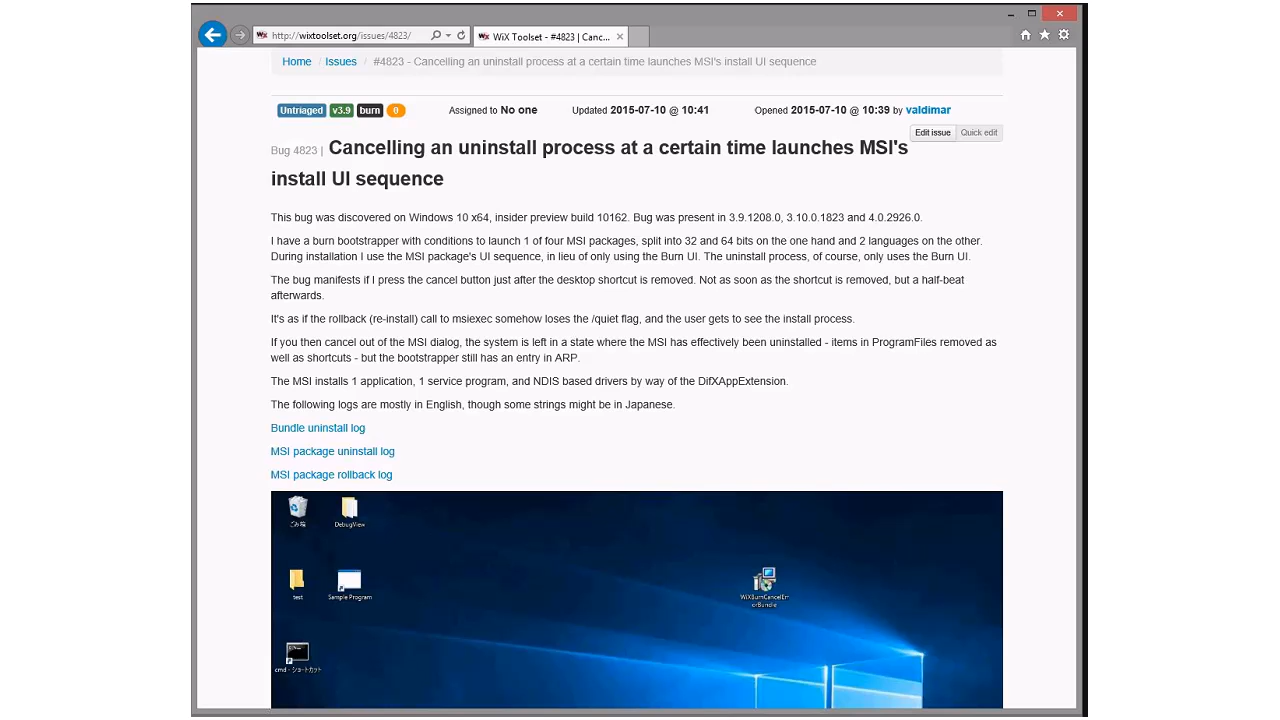 http://wixtoolset.org/issues/4823/
WiX Toolset - #4823 | Canc...
Home / Issues / #4823 - Cancelling an uninstall process at a certain time launches MSI's install UI sequence
Untriaged v3.9 burn 0 Assigned to No one Updated 2015-07-10 @ 10:41 Opened 2015-07-10 @ 10:39 by valdimar
Edit issue Quick edit
Bug 4823 | Cancelling an uninstall process at a certain time launches MSI's
install UI sequence
This bug was discovered on Windows 10 x64, insider preview build 10162. Bug was present in 3.9.1208.0, 3.10.0.1823 and 4.0.2926.0.
I have a burn bootstrapper with conditions to launch 1 of four MSI packages, split into 32 and 64 bits on the one hand and 2 languages on the other.
During installation I use the MSI package's UI sequence, in lieu of only using the Burn UI. The uninstall process, of course, only uses the Burn UI.
The bug manifests if I press the cancel button just after the desktop shortcut is removed. Not as soon as the shortcut is removed, but a half-beat
afterwards.
It's as if the rollback (re-install) call to msiexec somehow loses the /quiet flag, and the user gets to see the install process.
If you then cancel out of the MSI dialog, the system is left in a state where the MSI has effectively been uninstalled - items in ProgramFiles removed as
well as shortcuts - but the bootstrapper still has an entry in ARP.
The MSI installs 1 application, 1 service program, and NDIS based drivers by way of the DifXAppExtension.
The following logs are mostly in English, though some strings might be in Japanese.
Bundle uninstall log
MSI package uninstall log
MSI package rollback log
ごみ箱
DebugView
test
Sample Program
WiXBurnCancelErr
orBundle
cmd - ショートカット